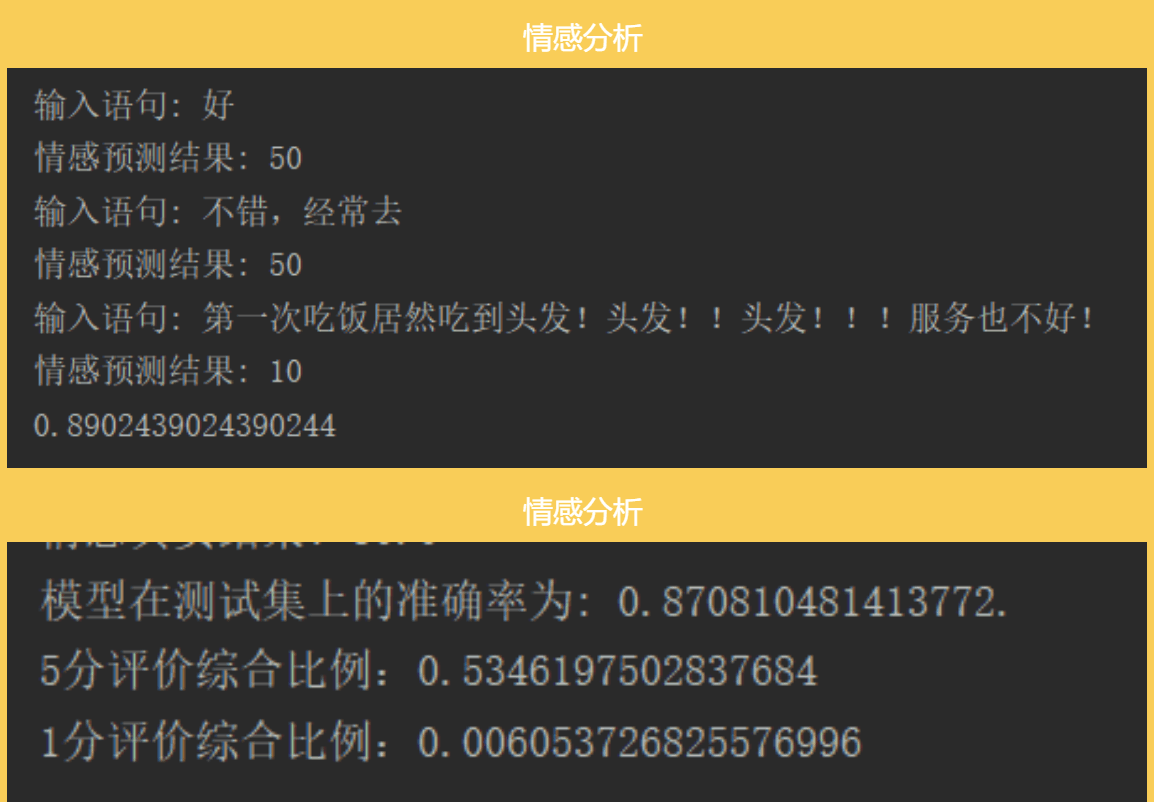 情感分析
输入语句: 好
情感预测结果: 50
输入语句: 不错，经常去
情感预测结果: 50
输入语句: 第一次吃饭居然吃到头发！头发！！头发！！！服务也不好！
情感预测结果: 10
0.8902439024390244
情感分析
模型在测试集上的准确率为: 0.870810481413772.
5分评价综合比例：0.5346197502837684
1分评价综合比例：0.006053726825576996